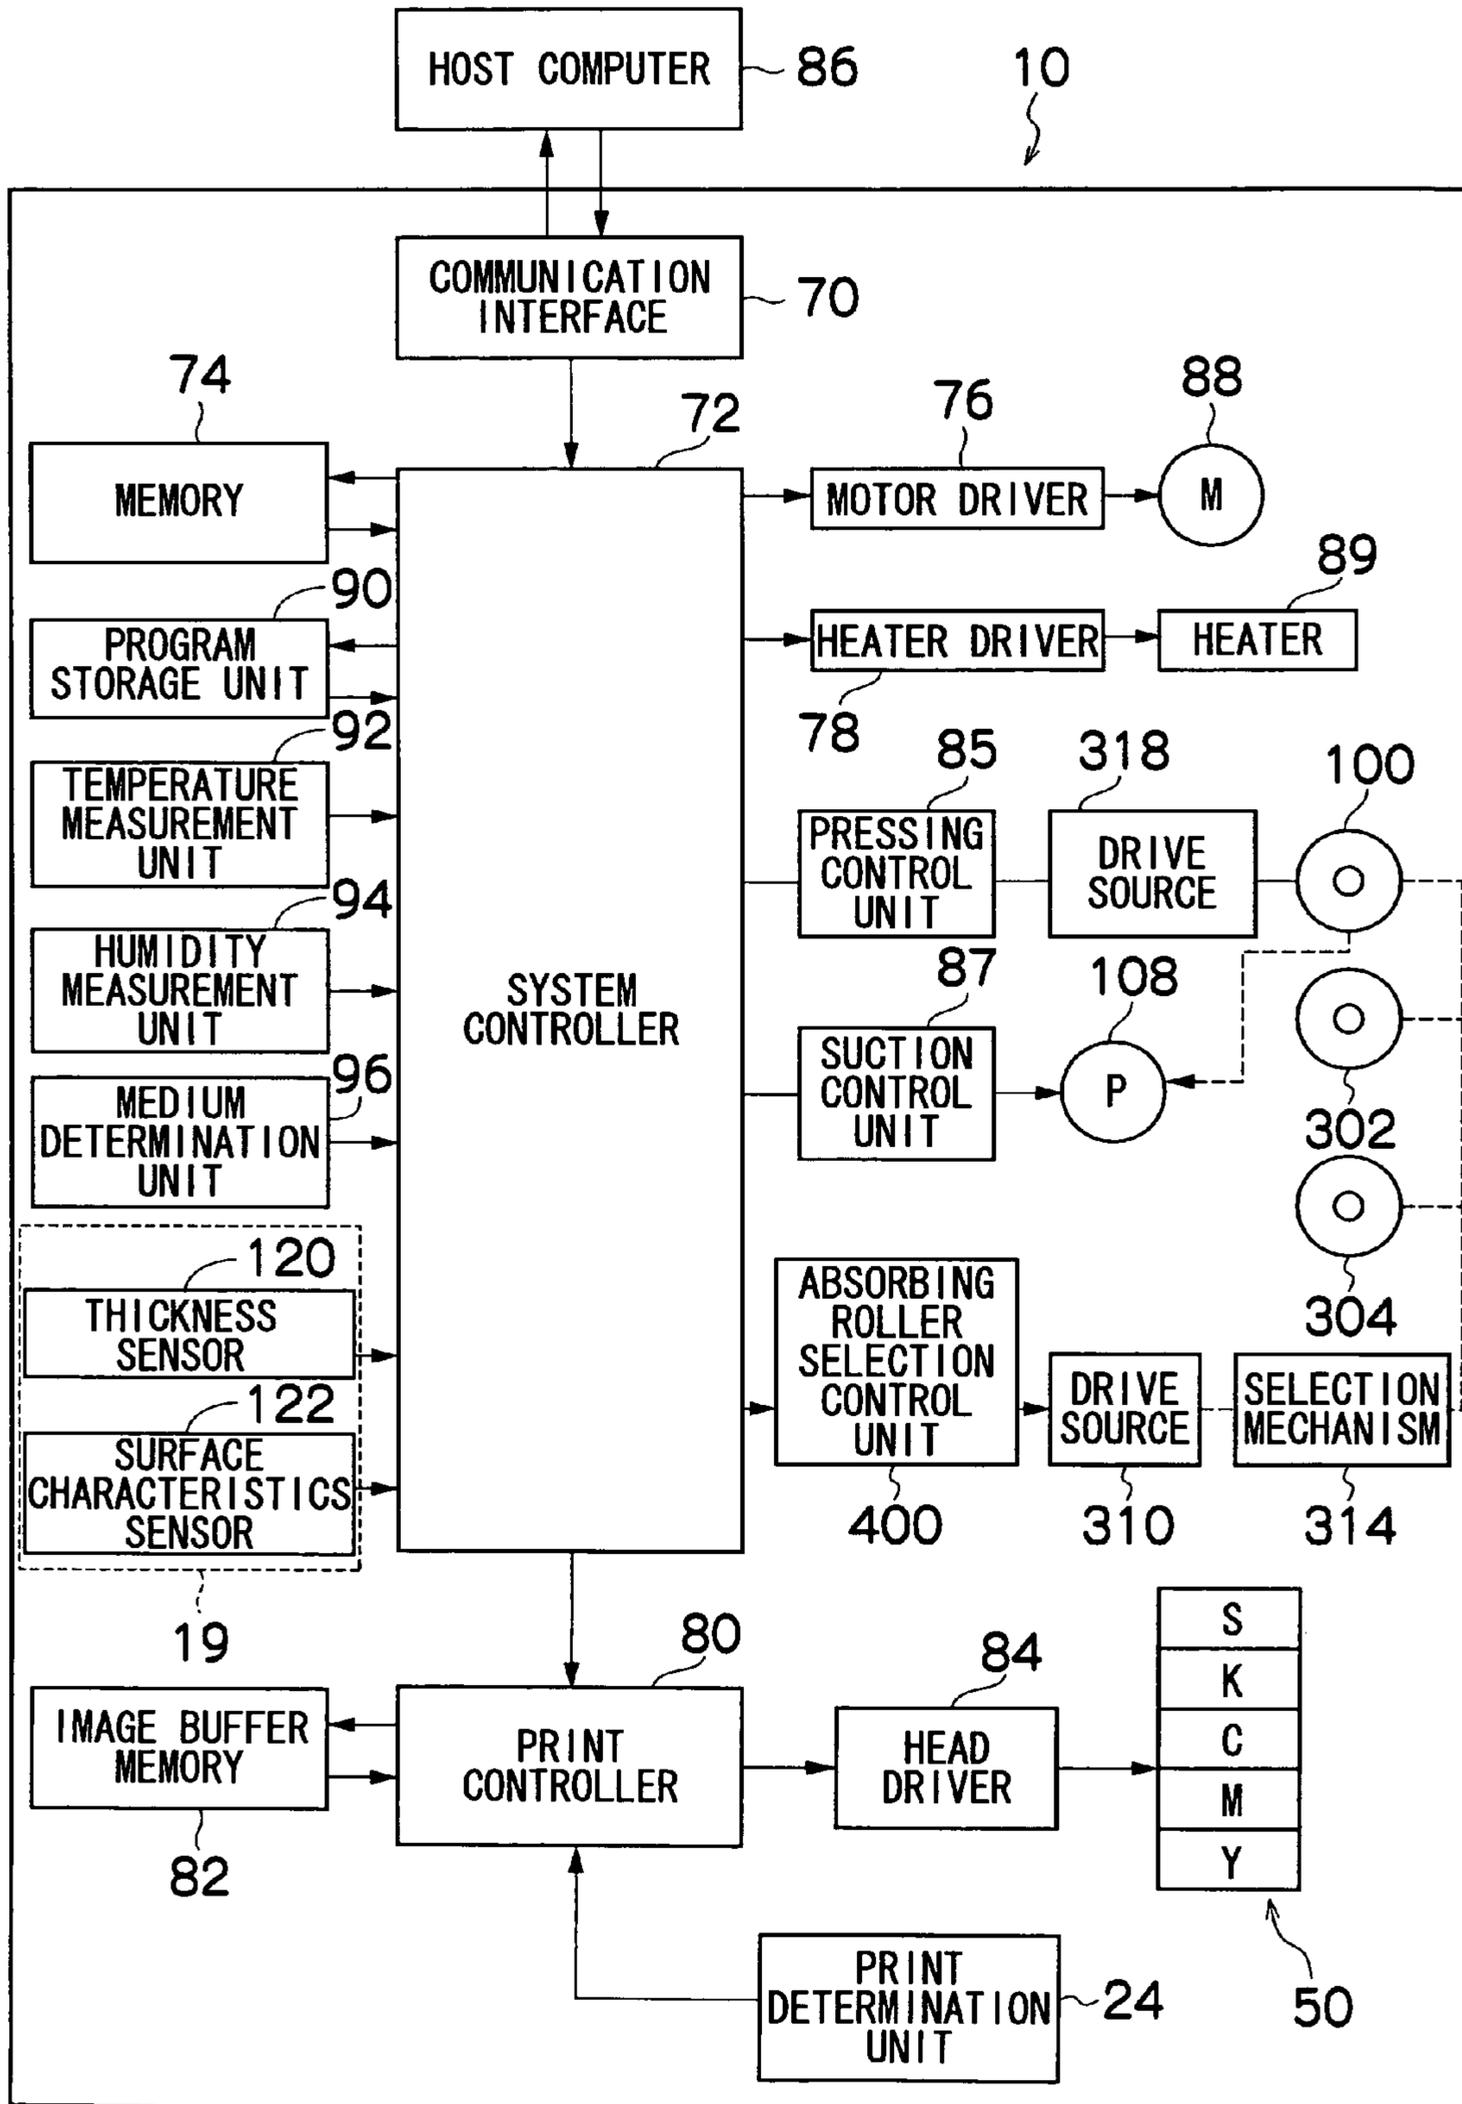 HOST COMPUTER
86
10
COMMUNICATION
INTERFACE
70
74
MEMORY
72
76
MOTOR DRIVER
88
M
90
PROGRAM
STORAGE UNIT
HEATER DRIVER
78
89
HEATER
92
TEMPERATURE
MEASUREMENT
UNIT
85
PRESSING
CONTROL
UNIT
318
DRIVE
SOURCE
100
94
HUMIDITY
MEASUREMENT
UNIT
SYSTEM
CONTROLLER
87
SUCTION
CONTROL
UNIT
108
P
302
304
96
MEDIUM
DETERMINATION
UNIT
120
THICKNESS
SENSOR
122
SURFACE
CHARACTERISTICS
SENSOR
19
ABSORBING
ROLLER
SELECTION
CONTROL
UNIT
400
DRIVE
SOURCE
310
SELECTION
MECHANISM
314
IMAGE BUFFER
MEMORY
82
80
PRINT
CONTROLLER
84
HEAD
DRIVER
S
K
C
M
Y
50
PRINT
DETERMINATION
UNIT
24